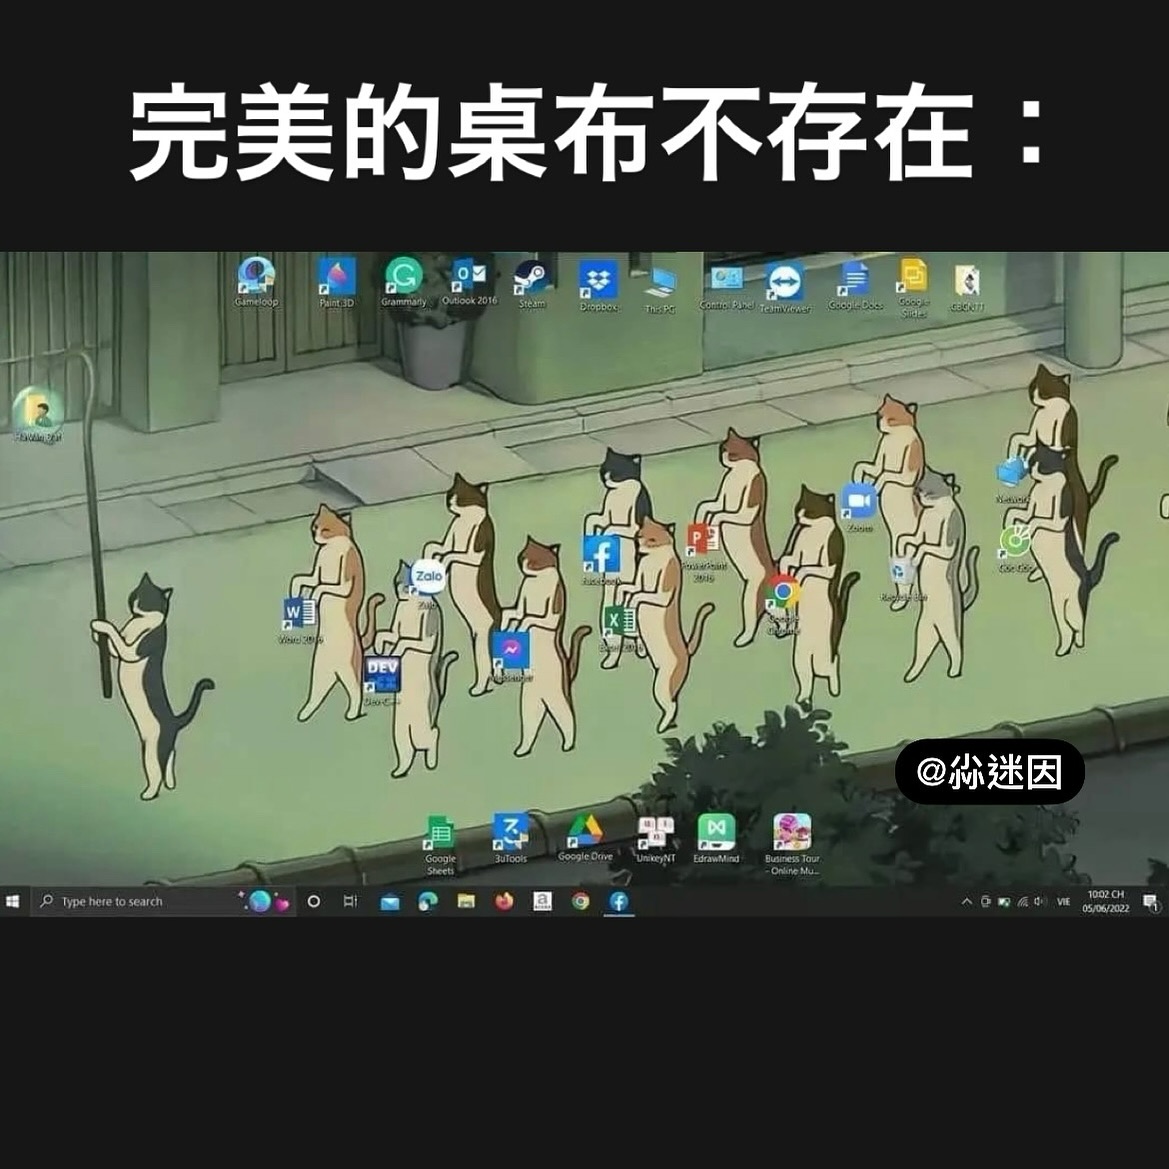 完美的桌布不存在：
Gameloop
Paint 3D
Grammarly
Outlook 2016
Steam
Dropbox
This PC
Control Panel
TeamViewer
Google Docs
Google
Slides
Zalo
Zalo
Facebook
PowerPoint
2016
Zoom
Network
W
Word 2016
DEV
Dev-C++
Messenger
X
Excel 2016
P
Google
Chrome
Recycle Bin
@尛迷因
Google
Sheets
3uTools
Google Drive
UnikeyNT
EdrawMind
Business Tour
- Online Mu...
Type here to search
VIE
10:02 CH
05/06/2022
1